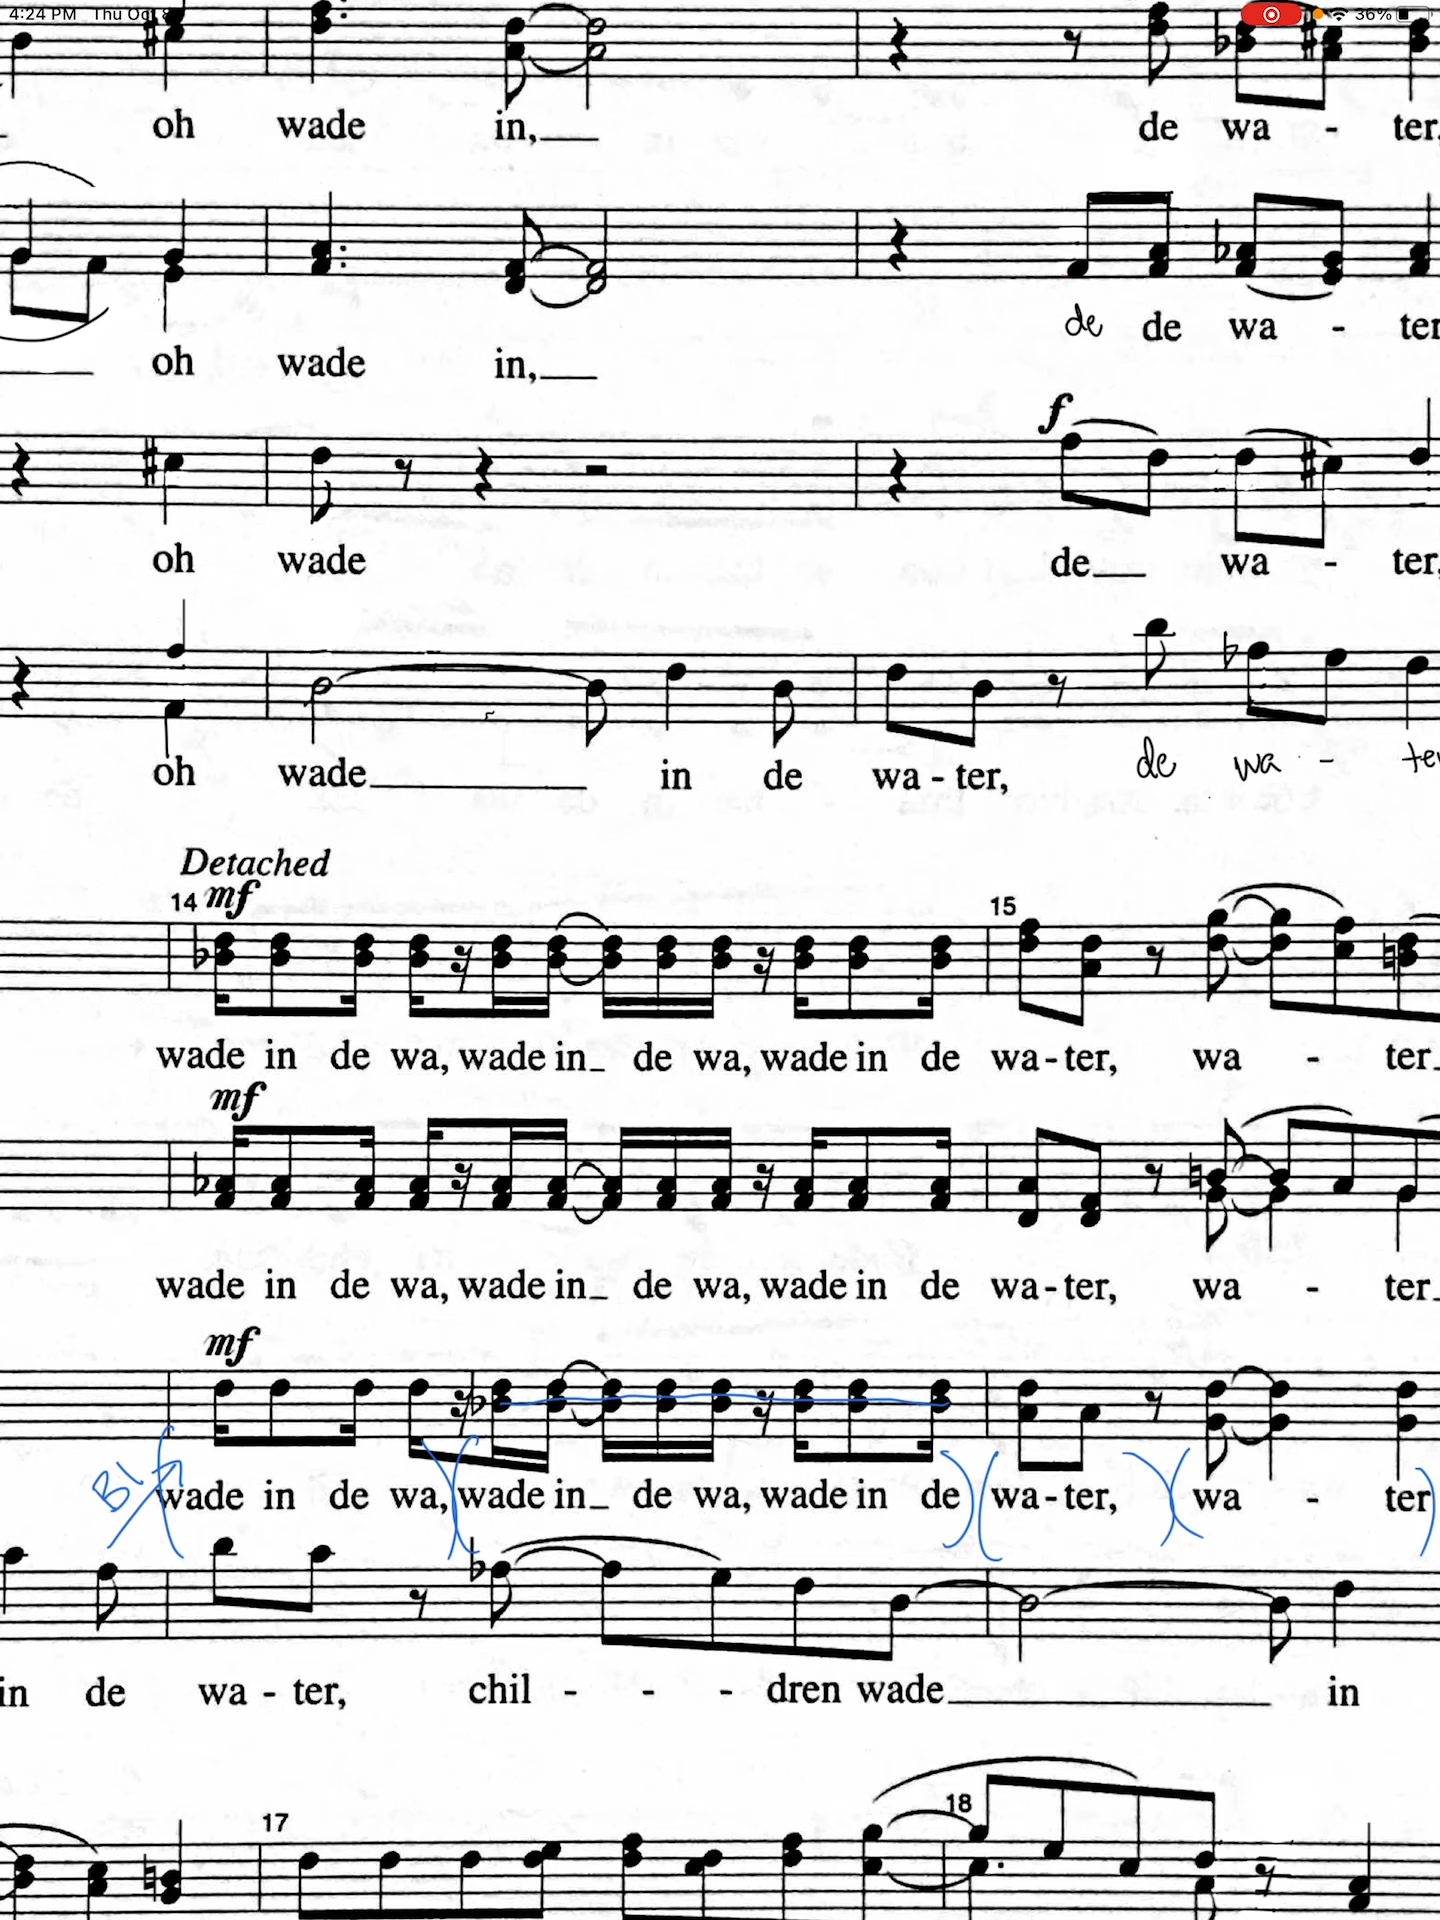 4:24 PM Thu Oct 36%
oh wade in, de wa - ter,
de de wa - ter
oh wade in,
f
oh wade de wa - ter,
oh wade in de wa - ter, de wa - ter
Detached
14 mf 15
wade in de wa, wade in de wa, wade in de wa - ter, wa - ter
mf
wade in de wa, wade in de wa, wade in de wa - ter, wa - ter
mf
wade in de wa, wade in de wa, wade in de wa - ter, wa - ter
in de wa - ter, chil - - - dren wade in
17 18